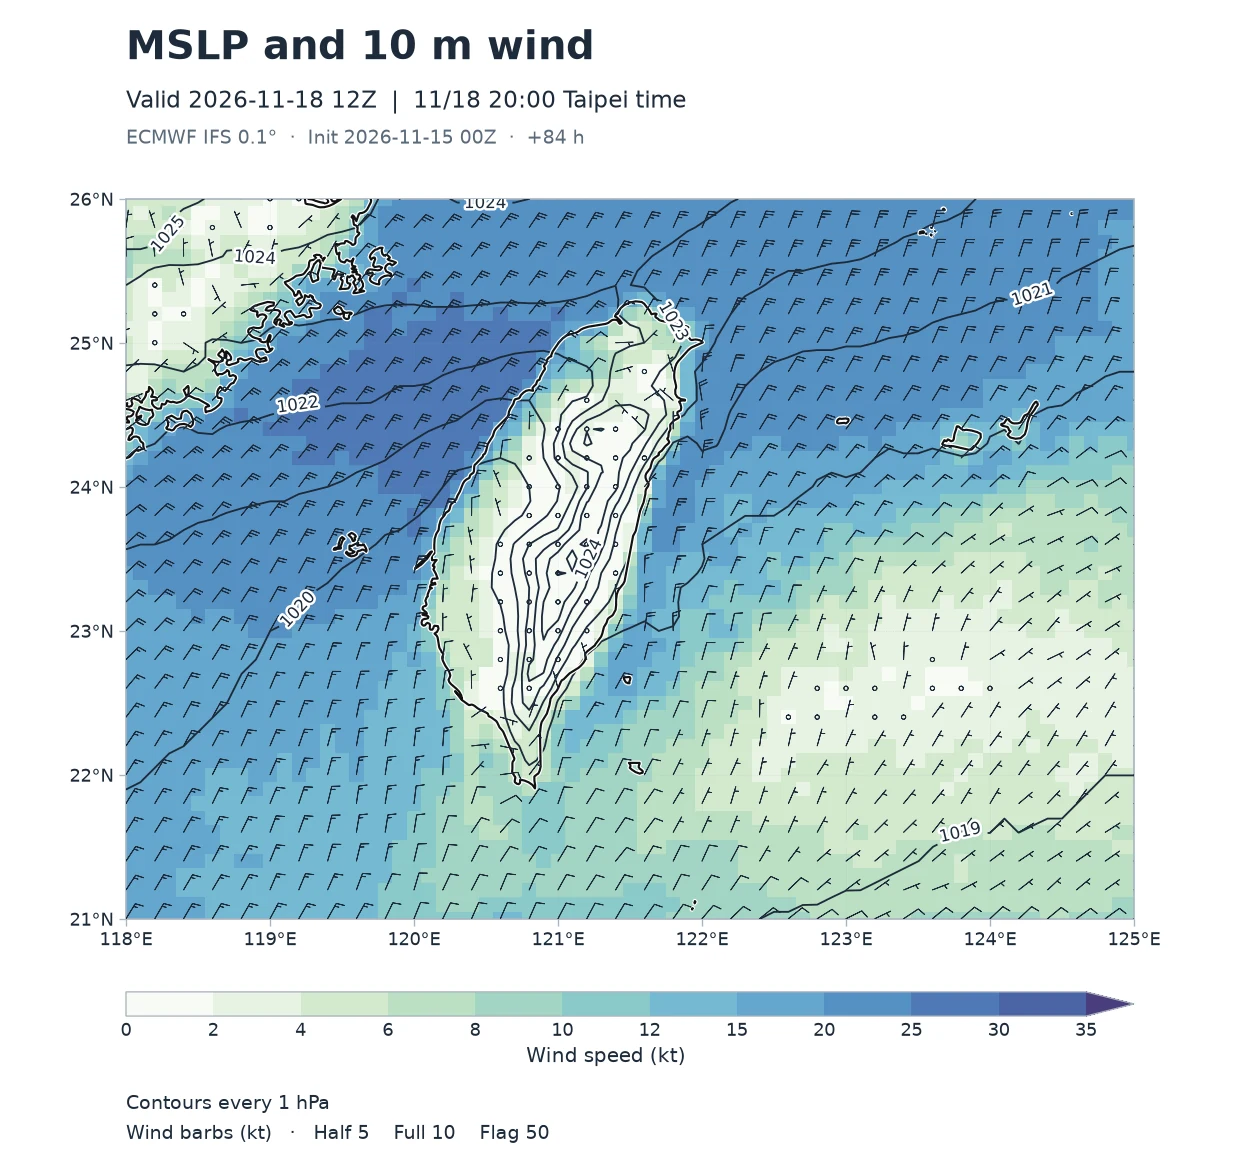 MSLP and 10 m wind
Valid 2026-11-18 12Z | 11/18 20:00 Taipei time
ECMWF IFS 0.1° · Init 2026-11-15 00Z · +84 h
26°N
1024
1025
1024
1021
1023
25°N
1022
24°N
1024
1020
23°N
22°N
1019
21°N
118°E 119°E 120°E 121°E 122°E 123°E 124°E 125°E
0 2 4 6 8 10 12 15 20 25 30 35
Wind speed (kt)
Contours every 1 hPa
Wind barbs (kt) · Half 5 Full 10 Flag 50